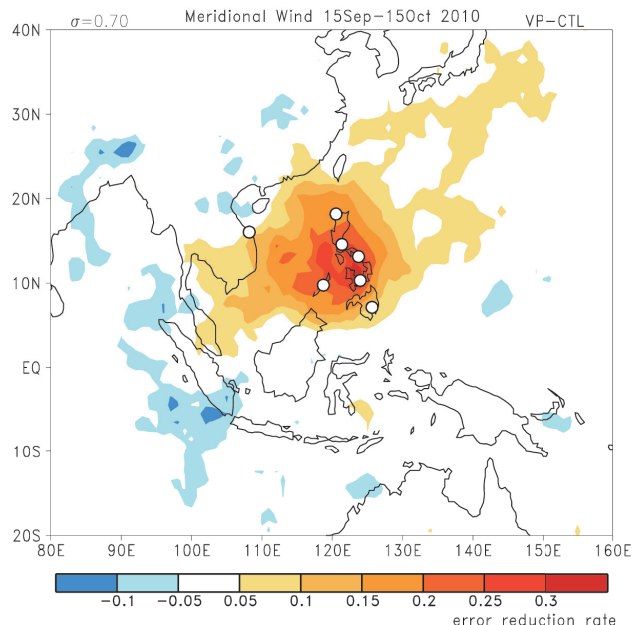 σ=0.70 Meridional Wind 15Sep-15Oct 2010 VP-CTL
40N
30N
20N
10N
EQ
10S
20S
80E 90E 100E 110E 120E 130E 140E 150E 160E
-0.1 -0.05 0.05 0.1 0.15 0.2 0.25 0.3
error reduction rate